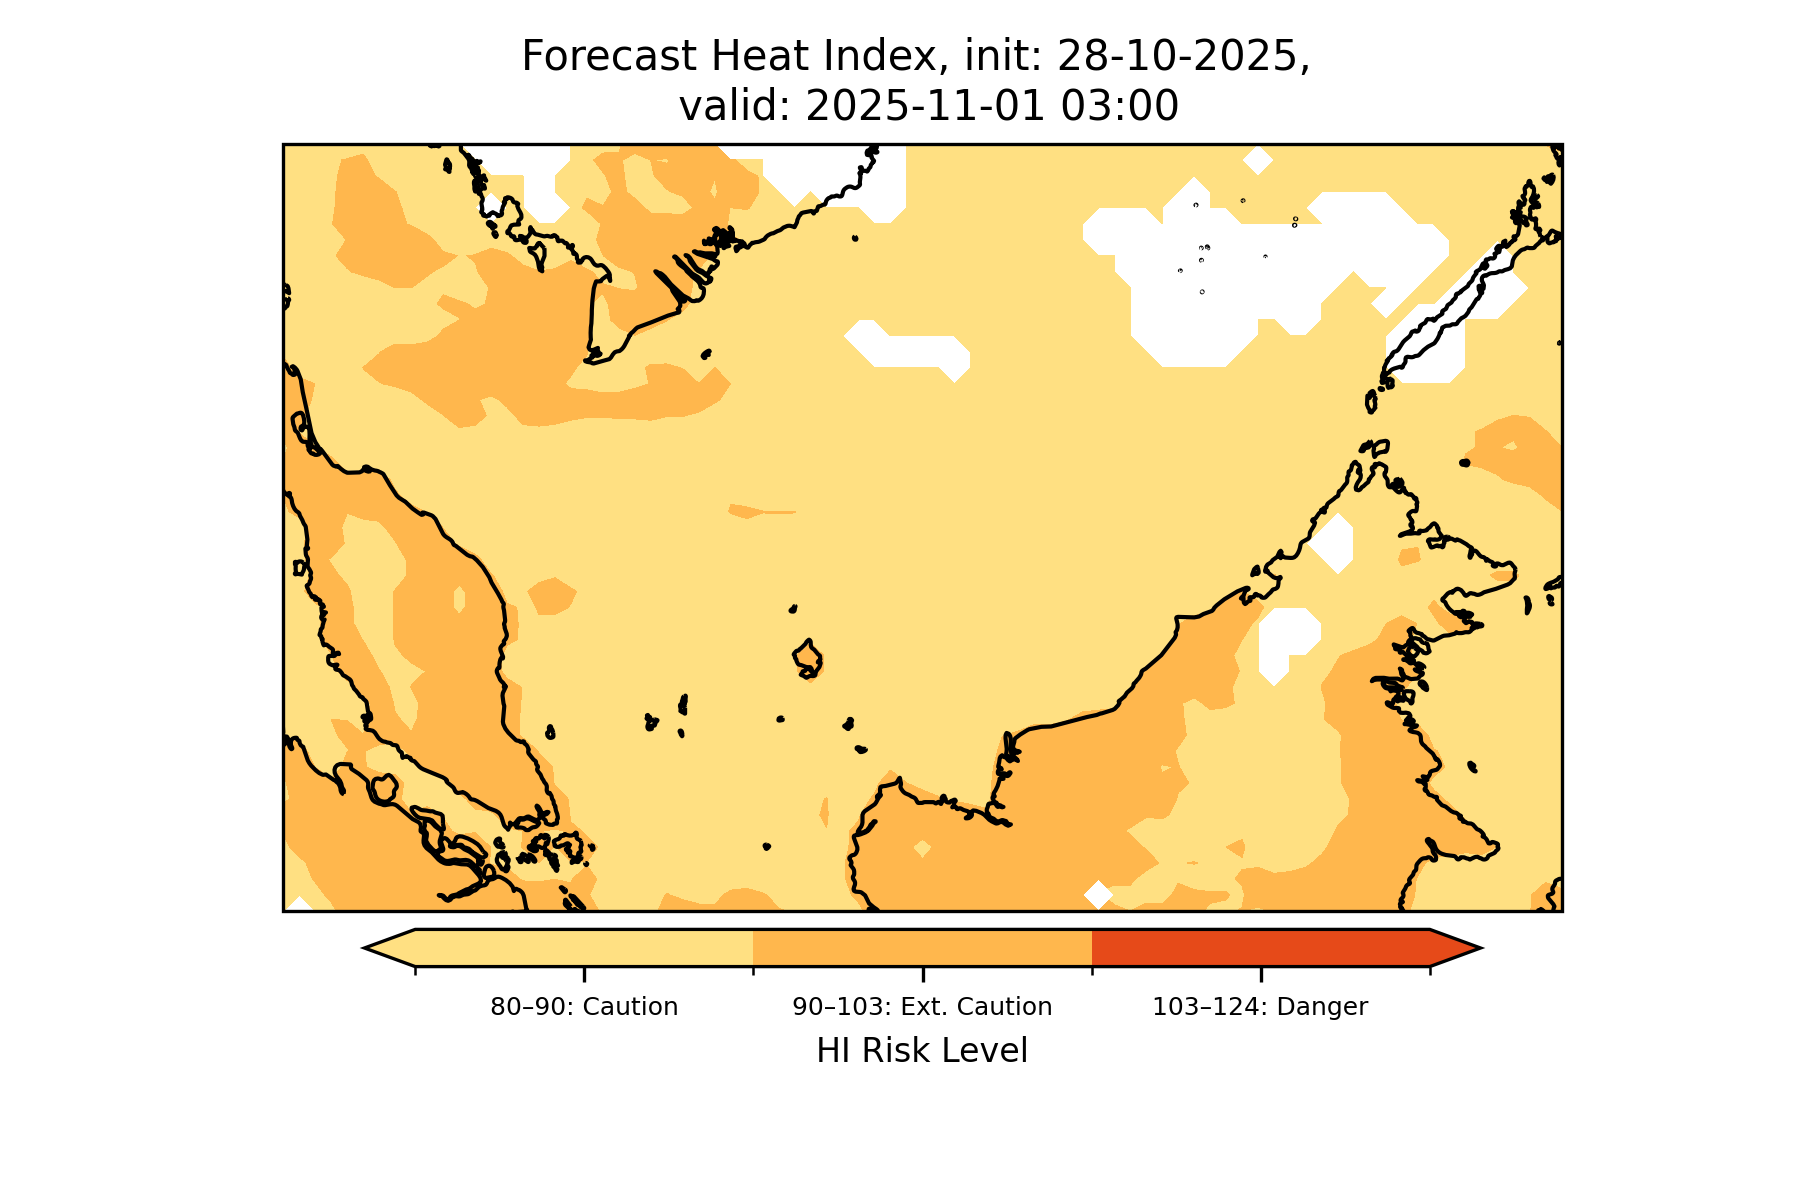 Forecast Heat Index, init: 28-10-2025,
valid: 2025-11-01 03:00
80–90: Caution
90–103: Ext. Caution
103–124: Danger
HI Risk Level